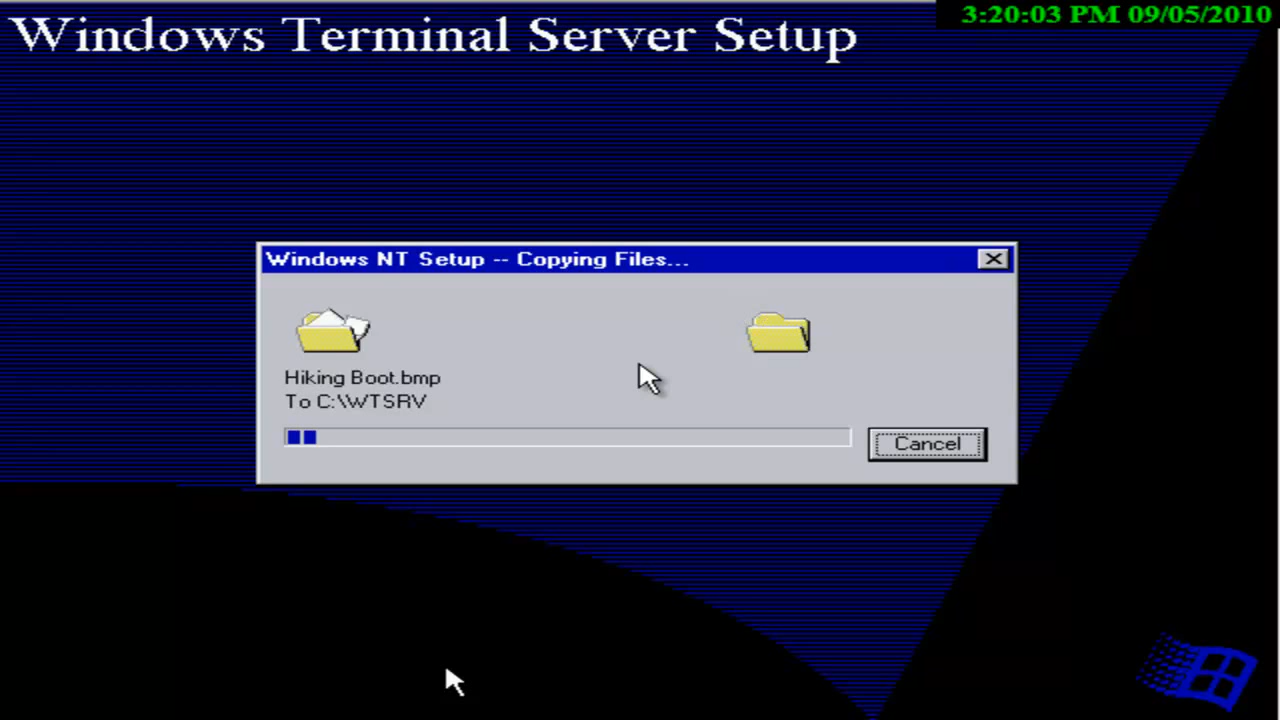 Windows Terminal Server Setup
3:20:03 PM 09/05/2010
Windows NT Setup -- Copying Files...
Hiking Boot.bmp
To C:\WTSRV
Cancel